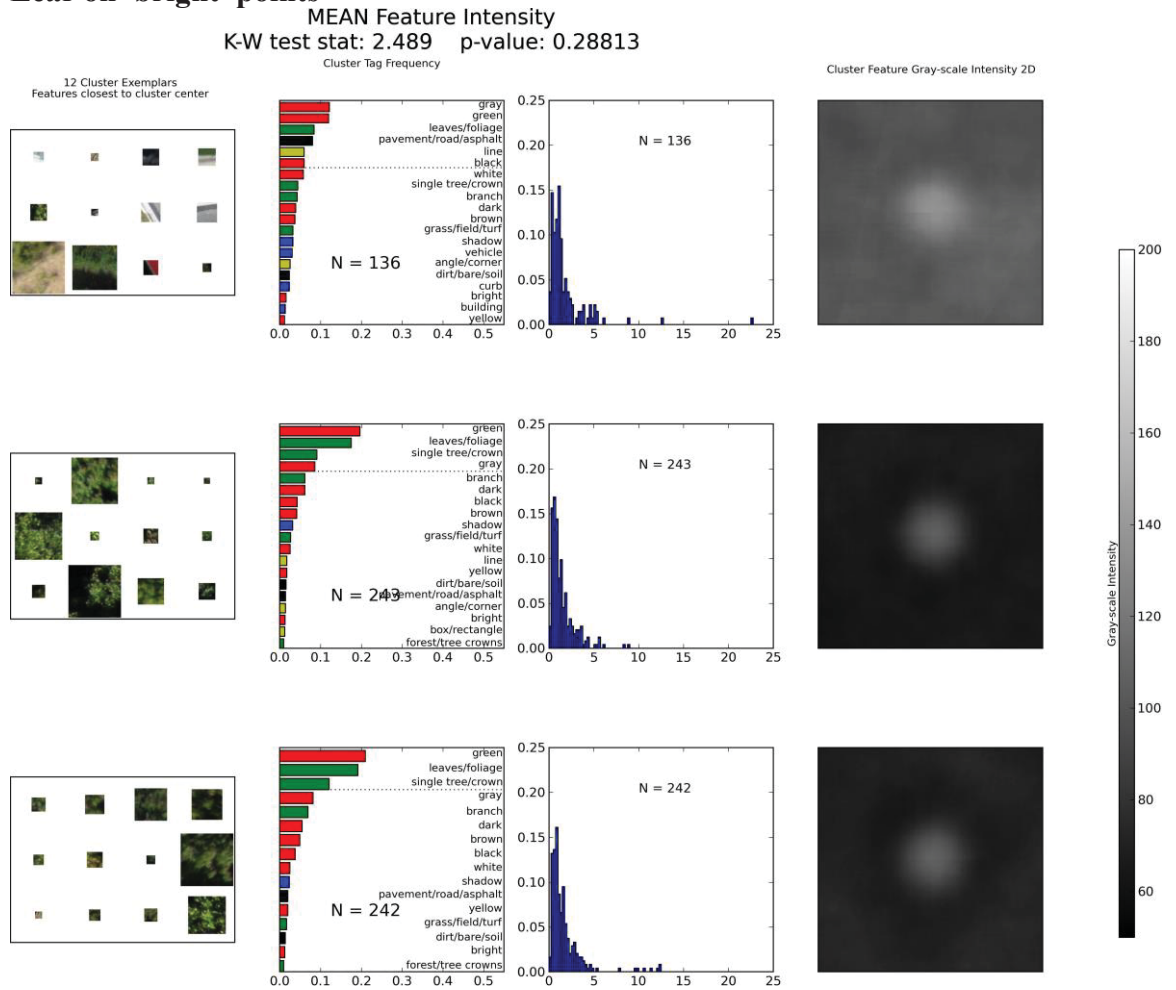 Leaf-on "bright" points
MEAN Feature Intensity
K-W test stat: 2.489 p-value: 0.28813
12 Cluster Exemplars
Features closest to cluster center
Cluster Tag Frequency
Cluster Feature Gray-scale Intensity 2D
gray
green
leaves/foliage
pavement/road/asphalt
line
black
white
single tree/crown
branch
dark
brown
grass/field/turf
shadow
vehicle
angle/corner
dirt/bare/soil
curb
bright
building
yellow
N = 136
0.0 0.1 0.2 0.3 0.4 0.5
0.25
0.20
0.15
0.10
0.05
0.00
N = 136
0 5 10 15 20 25
green
leaves/foliage
single tree/crown
gray
branch
dark
black
brown
shadow
grass/field/turf
white
line
yellow
dirt/bare/soil
pavement/road/asphalt
angle/corner
bright
box/rectangle
forest/tree crowns
N = 243
0.0 0.1 0.2 0.3 0.4 0.5
0.25
0.20
0.15
0.10
0.05
0.00
N = 243
0 5 10 15 20 25
green
leaves/foliage
single tree/crown
gray
branch
dark
brown
black
white
shadow
pavement/road/asphalt
yellow
grass/field/turf
dirt/bare/soil
bright
forest/tree crowns
N = 242
0.0 0.1 0.2 0.3 0.4 0.5
0.25
0.20
0.15
0.10
0.05
0.00
N = 242
0 5 10 15 20 25
200
180
160
140
120
100
80
60
Gray-scale Intensity